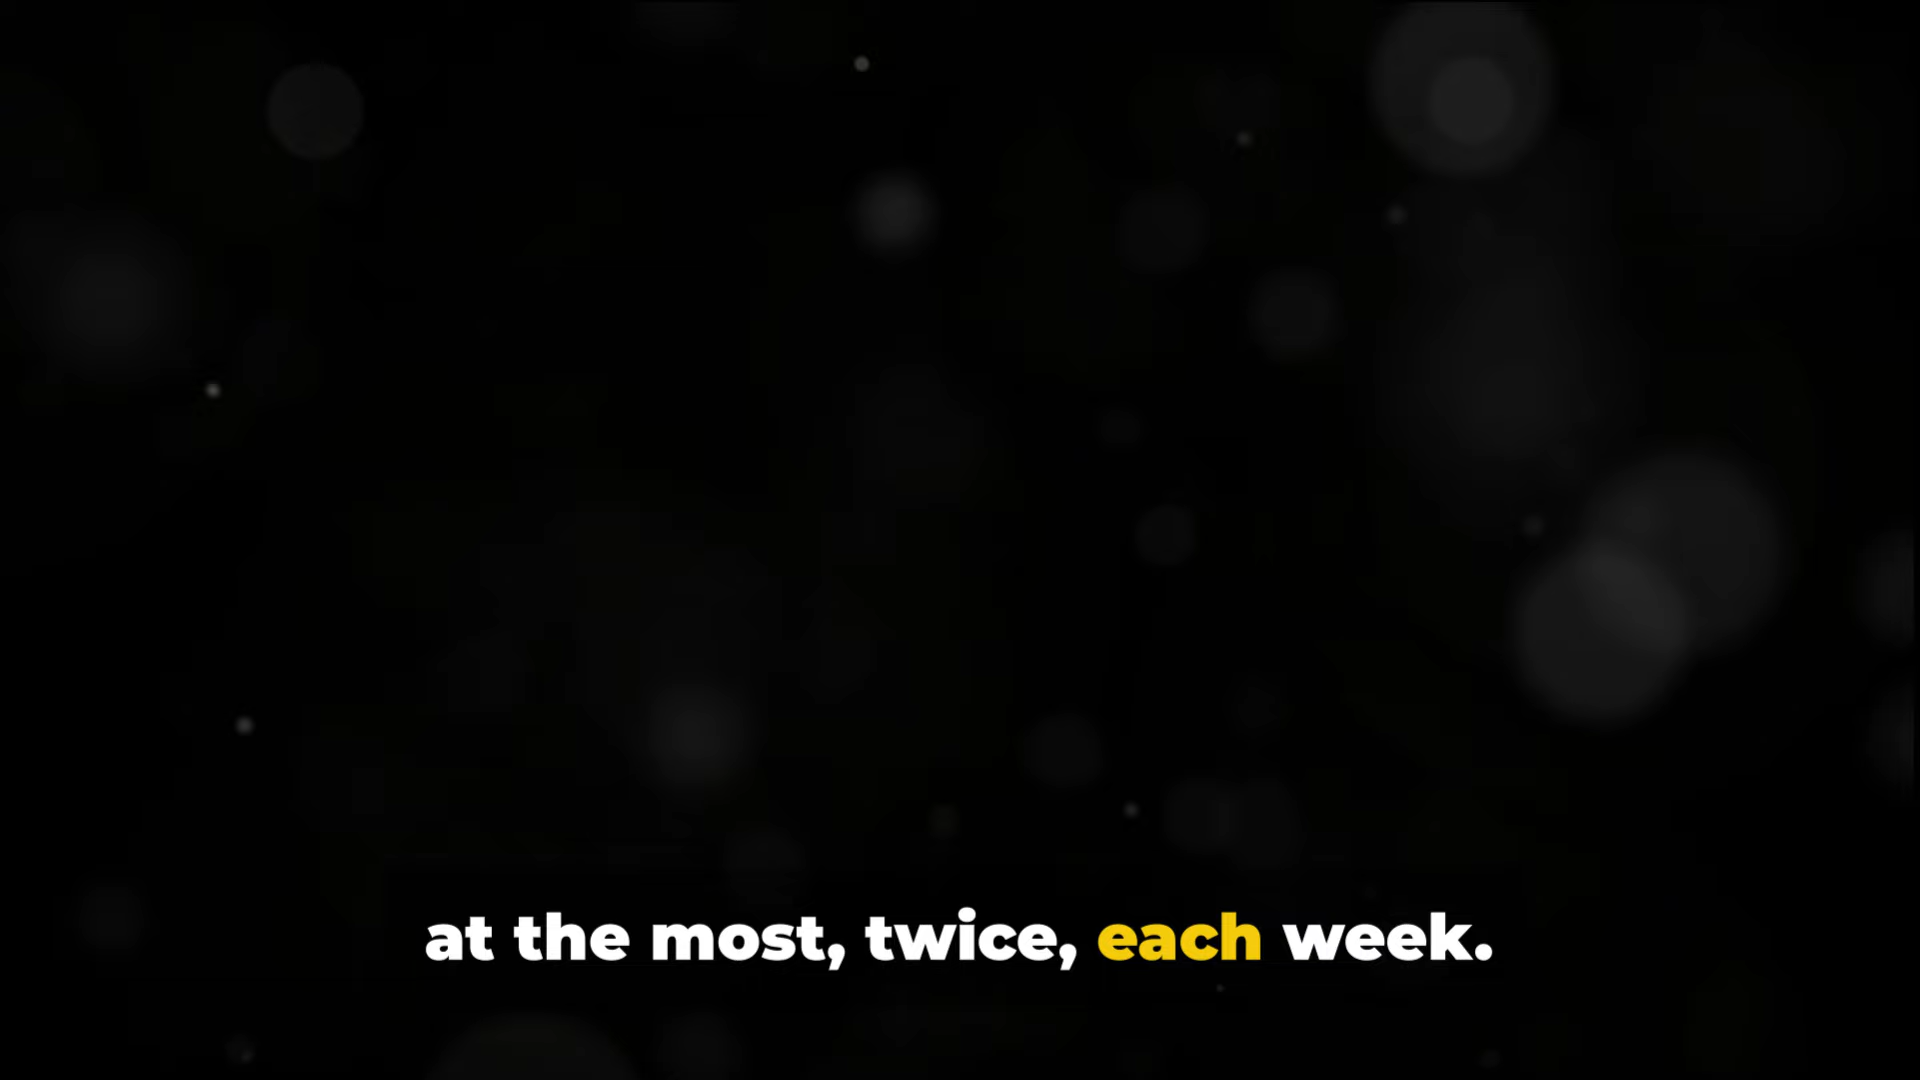 at the most, twice, each week.